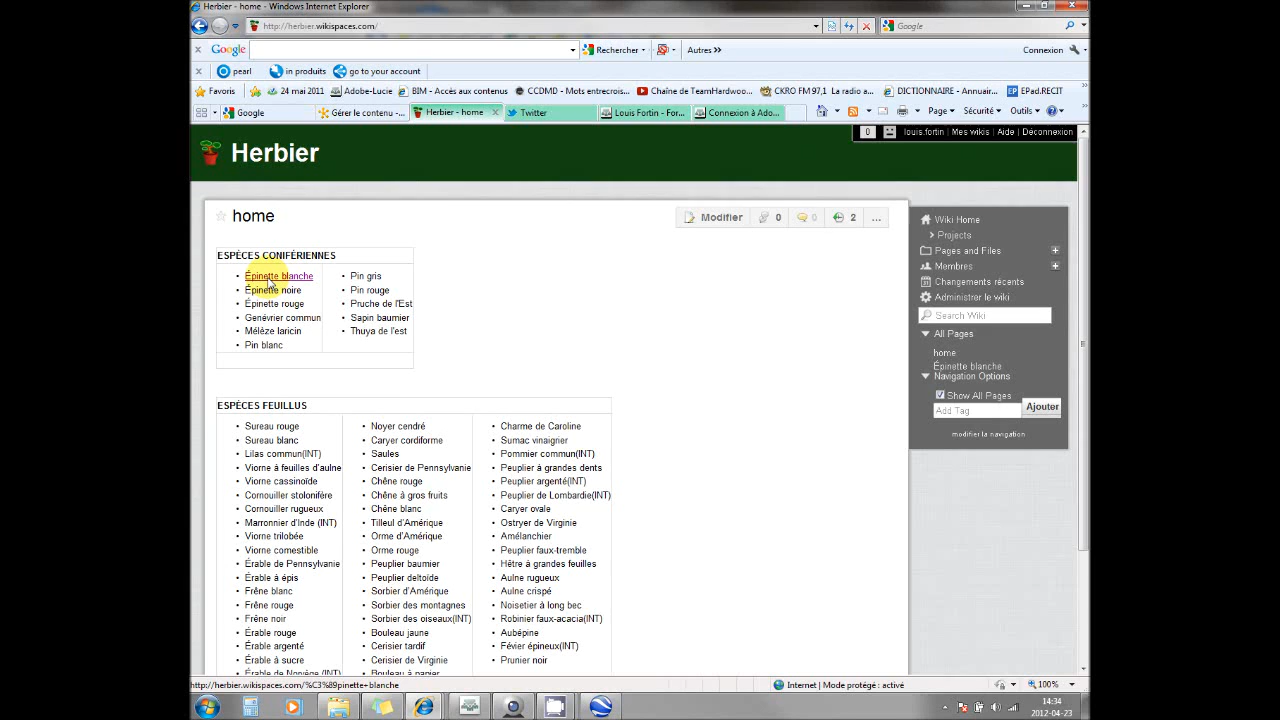 Herbier - home - Windows Internet Explorer
http://herbier.wikispaces.com/
Google
Google
Rechercher
Autres »
Connexion
pearl
in produits
go to your account
Favoris
24 mai 2011
Adobe-Lucie
BIM - Accès aux contenus
CCDMD - Mots entrecrois...
Chaîne de TeamHardwoo...
CKRO FM 97,1 La radio a...
DICTIONNAIRE - Annuair...
EPad.RECIT
Google
Gérer le contenu -...
Herbier - home
Twitter
Louis Fortin - For...
Connexion à Ado...
Page
Sécurité
Outils
0
louis.fortin | Mes wikis | Aide | Déconnexion
Herbier
home
Modifier
0
0
2
...
ESPÈCES CONIFÉRIENNES
• Épinette blanche
• Épinette noire
• Épinette rouge
• Genévrier commun
• Mélèze laricin
• Pin blanc
• Pin gris
• Pin rouge
• Pruche de l'Est
• Sapin baumier
• Thuya de l'est
ESPÈCES FEUILLUS
• Sureau rouge
• Sureau blanc
• Lilas commun(INT)
• Viorne à feuilles d'aulne
• Viorne cassinoïde
• Cornouiller stolonifère
• Cornouiller rugueux
• Marronnier d'Inde (INT)
• Viorne trilobée
• Viorne comestible
• Érable de Pennsylvanie
• Érable à épis
• Frêne blanc
• Frêne rouge
• Frêne noir
• Érable rouge
• Érable argenté
• Érable à sucre
• Érable de Norvège (INT)
• Noyer cendré
• Caryer cordiforme
• Saules
• Cerisier de Pennsylvanie
• Chêne rouge
• Chêne à gros fruits
• Chêne blanc
• Tilleul d'Amérique
• Orme d'Amérique
• Orme rouge
• Peuplier baumier
• Peuplier deltoïde
• Sorbier d'Amérique
• Sorbier des montagnes
• Sorbier des oiseaux(INT)
• Bouleau jaune
• Cerisier tardif
• Cerisier de Virginie
• Bouleau à papier
• Charme de Caroline
• Sumac vinaigrier
• Pommier commun(INT)
• Peuplier à grandes dents
• Peuplier argenté(INT)
• Peuplier de Lombardie(INT)
• Caryer ovale
• Ostryer de Virginie
• Amélanchier
• Peuplier faux-tremble
• Hêtre à grandes feuilles
• Aulne rugueux
• Aulne crispé
• Noisetier à long bec
• Robinier faux-acacia(INT)
• Aubépine
• Févier épineux(INT)
• Prunier noir
Wiki Home
Projects
Pages and Files
Membres
Changements récents
Administrer le wiki
Search Wiki
All Pages
home
Épinette blanche
Navigation Options
Show All Pages
Add Tag
Ajouter
modifier la navigation
http://herbier.wikispaces.com/%C3%89pinette+blanche
Internet | Mode protégé : activé
100%
14:34
2012-04-23